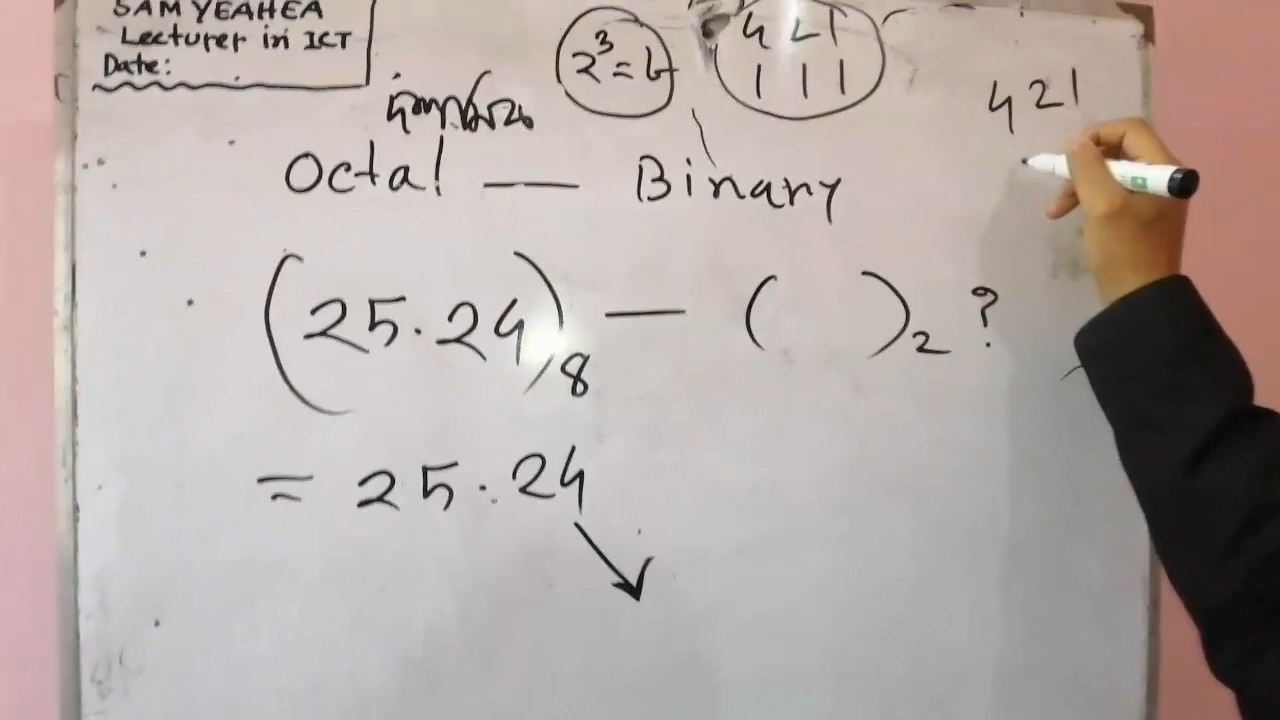 SAM YEAHEA
Lecturer in ICT
Date:
2³ = 6
4 2 1
1 1 1
4 2 1
Octal — Binary
(25.24)₈ — ( )₂ ?
= 25.24